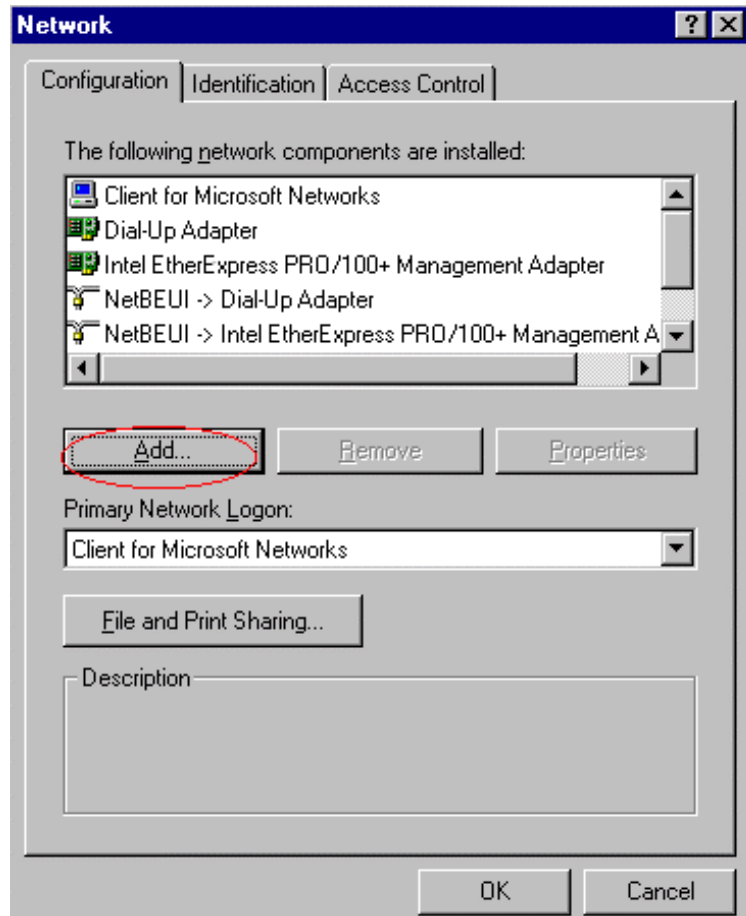 Network
Configuration Identification Access Control
The following network components are installed:
Client for Microsoft Networks
Dial-Up Adapter
Intel EtherExpress PRO/100+ Management Adapter
NetBEUI -> Dial-Up Adapter
NetBEUI -> Intel EtherExpress PRO/100+ Management A
Add... Remove Properties
Primary Network Logon:
Client for Microsoft Networks
File and Print Sharing...
Description
OK Cancel